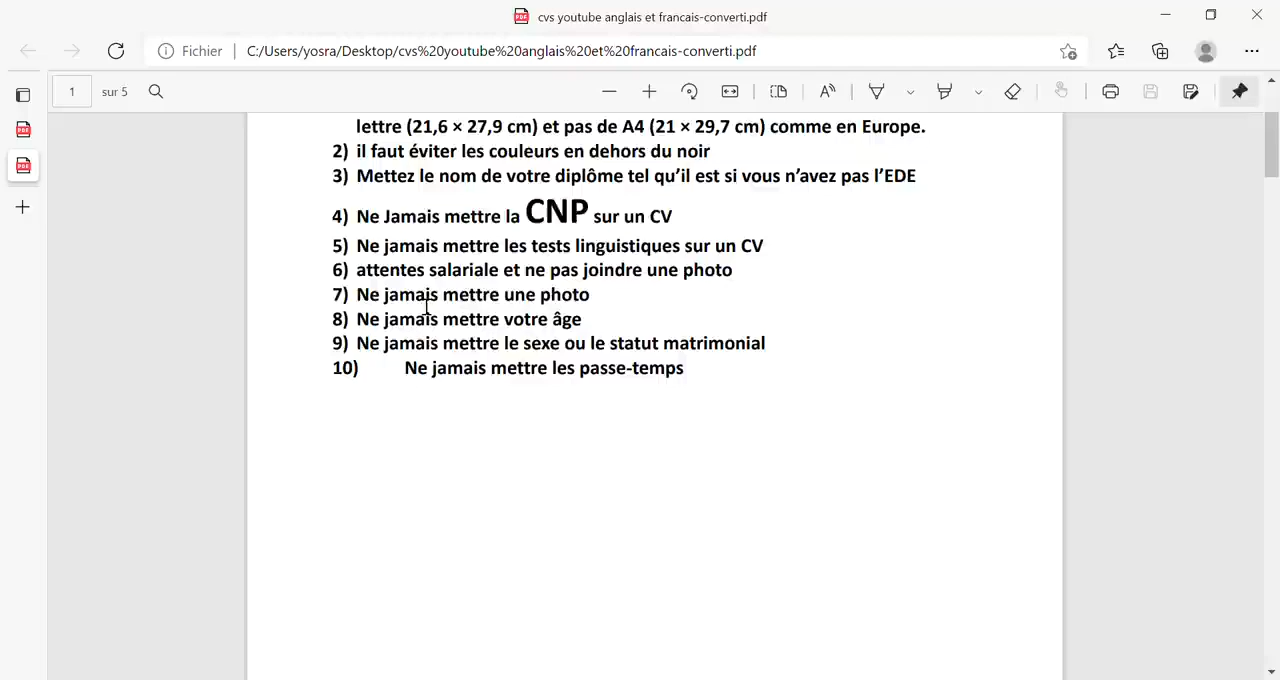 cvs youtube anglais et francais-converti.pdf
Fichier
C:/Users/yosra/Desktop/cvs%20youtube%20anglais%20et%20francais-converti.pdf
1 sur 5
lettre (21,6 × 27,9 cm) et pas de A4 (21 × 29,7 cm) comme en Europe.
2) il faut éviter les couleurs en dehors du noir
3) Mettez le nom de votre diplôme tel qu’il est si vous n’avez pas l’EDE
4) Ne Jamais mettre la CNP sur un CV
5) Ne jamais mettre les tests linguistiques sur un CV
6) attentes salariale et ne pas joindre une photo
7) Ne jamais mettre une photo
8) Ne jamais mettre votre âge
9) Ne jamais mettre le sexe ou le statut matrimonial
10) Ne jamais mettre les passe-temps